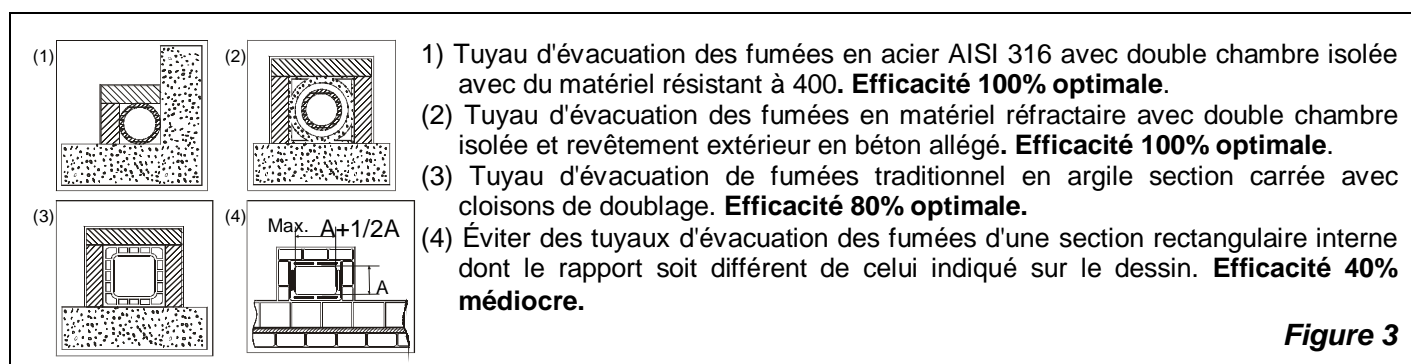 (1)
(2)
(3)
(4)
Max. A+1/2A
A
1) Tuyau d'évacuation des fumées en acier AISI 316 avec double chambre isolée
avec du matériel résistant à 400. Efficacité 100% optimale.
(2) Tuyau d'évacuation des fumées en matériel réfractaire avec double chambre
isolée et revêtement extérieur en béton allégé. Efficacité 100% optimale.
(3) Tuyau d'évacuation de fumées traditionnel en argile section carrée avec
cloisons de doublage. Efficacité 80% optimale.
(4) Éviter des tuyaux d'évacuation des fumées d'une section rectangulaire interne
dont le rapport soit différent de celui indiqué sur le dessin. Efficacité 40%
médiocre.
Figure 3